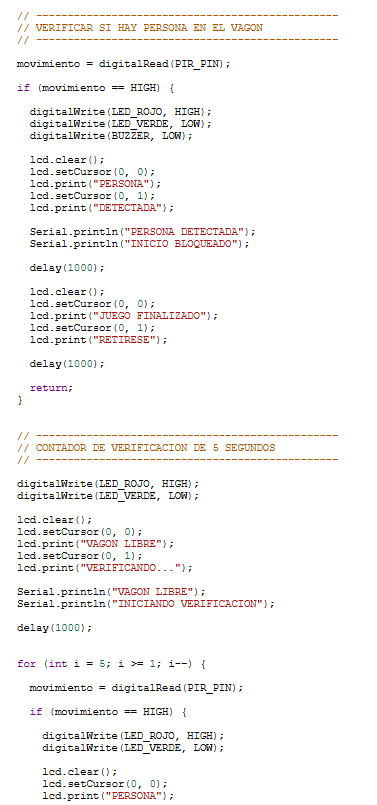 // -------------------------------------------------
// VERIFICAR SI HAY PERSONA EN EL VAGON
// -------------------------------------------------
movimiento = digitalRead(PIR_PIN);
if (movimiento == HIGH) {
digitalWrite(LED_ROJO, HIGH);
digitalWrite(LED_VERDE, LOW);
digitalWrite(BUZZER, LOW);
lcd.clear();
lcd.setCursor(0, 0);
lcd.print("PERSONA");
lcd.setCursor(0, 1);
lcd.print("DETECTADA");
Serial.println("PERSONA DETECTADA");
Serial.println("INICIO BLOQUEADO");
delay(1000);
lcd.clear();
lcd.setCursor(0, 0);
lcd.print("JUEGO FINALIZADO");
lcd.setCursor(0, 1);
lcd.print("RETIRESE");
delay(1000);
return;
}
// -------------------------------------------------
// CONTADOR DE VERIFICACION DE 5 SEGUNDOS
// -------------------------------------------------
digitalWrite(LED_ROJO, HIGH);
digitalWrite(LED_VERDE, LOW);
lcd.clear();
lcd.setCursor(0, 0);
lcd.print("VAGON LIBRE");
lcd.setCursor(0, 1);
lcd.print("VERIFICANDO...");
Serial.println("VAGON LIBRE");
Serial.println("INICIANDO VERIFICACION");
delay(1000);
for (int i = 5; i >= 1; i--) {
movimiento = digitalRead(PIR_PIN);
if (movimiento == HIGH) {
digitalWrite(LED_ROJO, HIGH);
digitalWrite(LED_VERDE, LOW);
lcd.clear();
lcd.setCursor(0, 0);
lcd.print("PERSONA");